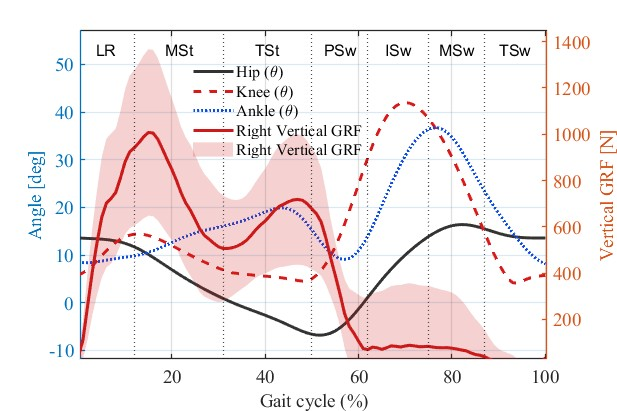 LR MSt TSt PSw ISw MSw TSw
Hip (θ)
Knee (θ)
Ankle (θ)
Right Vertical GRF
Right Vertical GRF
Angle [deg]
50
40
30
20
10
0
-10
Vertical GRF [N]
1400
1200
1000
800
600
400
200
20 40 60 80 100
Gait cycle (%)